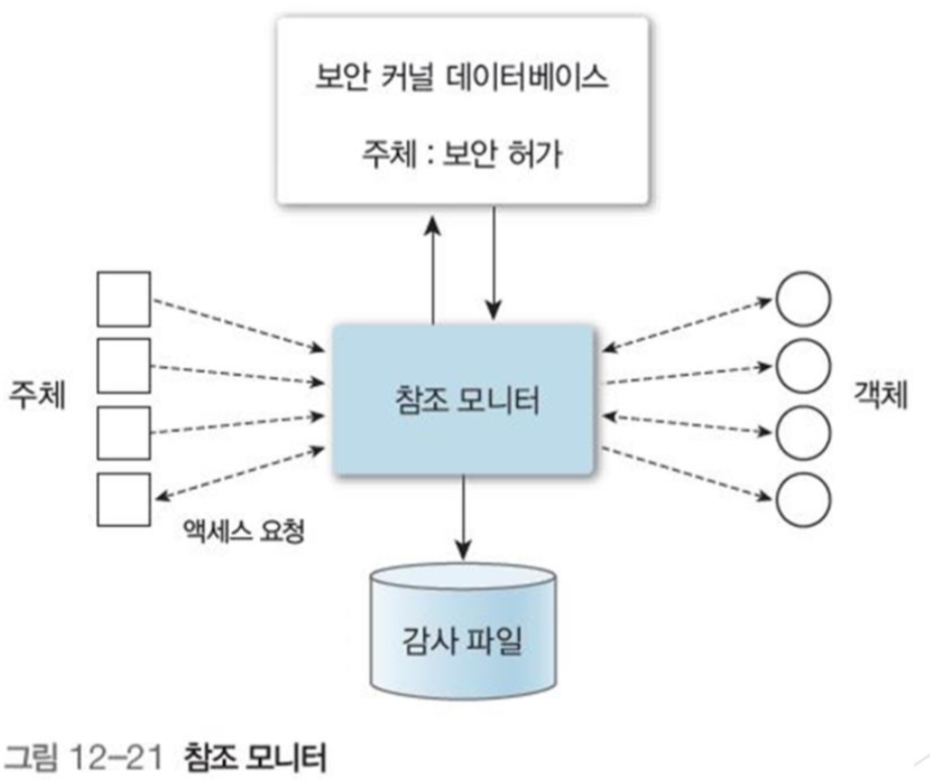 보안 커널 데이터베이스
주체 : 보안 허가
주체
참조 모니터
객체
액세스 요청
감사 파일
그림 12-21 참조 모니터